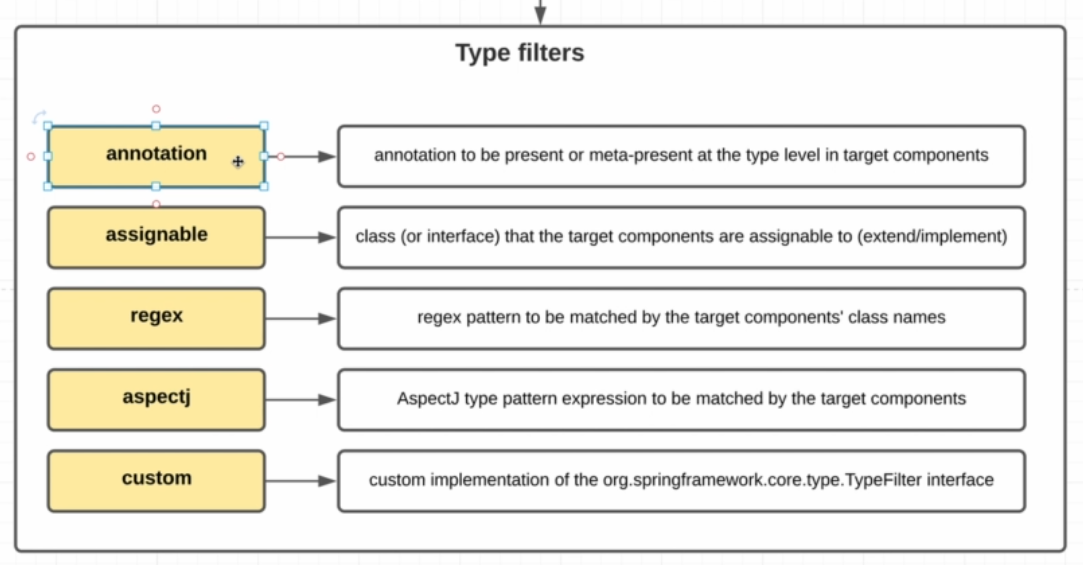 Type filters
annotation
annotation to be present or meta-present at the type level in target components
assignable
class (or interface) that the target components are assignable to (extend/implement)
regex
regex pattern to be matched by the target components' class names
aspectj
AspectJ type pattern expression to be matched by the target components
custom
custom implementation of the org.springframework.core.type.TypeFilter interface